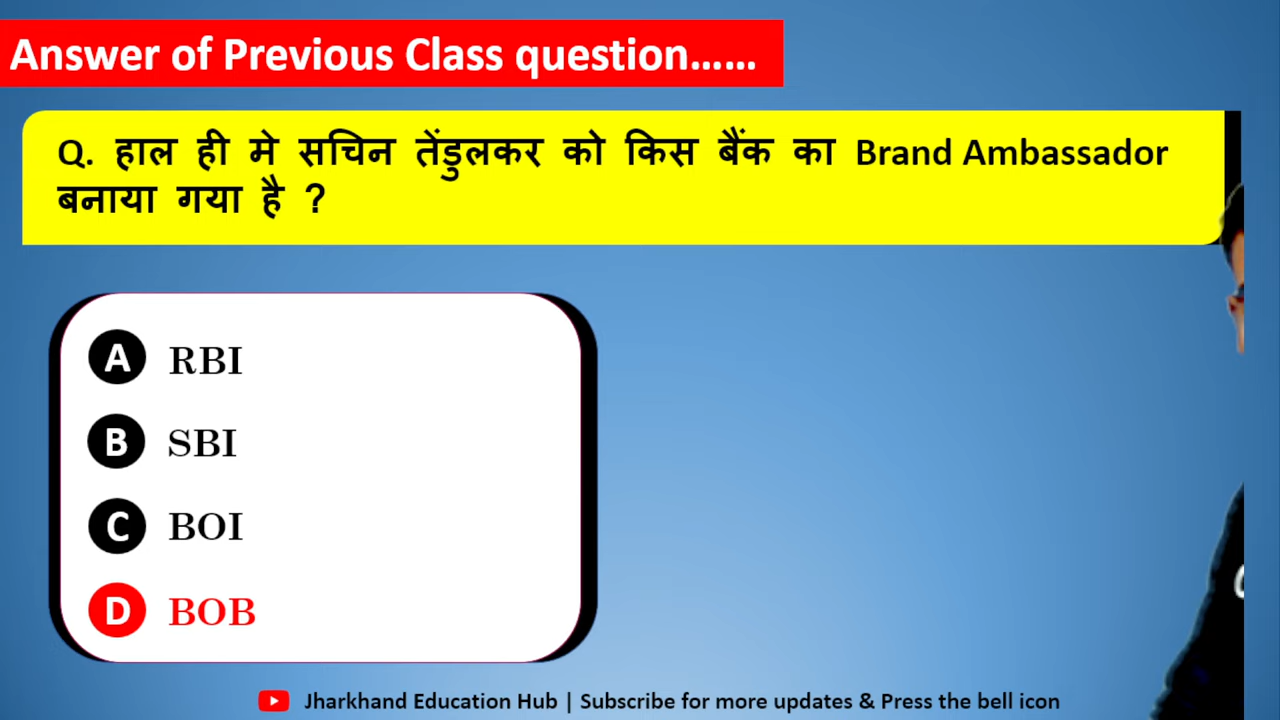 Answer of Previous Class question......
Q. हाल ही मे सचिन तेंडुलकर को किस बैंक का Brand Ambassador
बनाया गया है ?
A RBI
B SBI
C BOI
D BOB
Jharkhand Education Hub | Subscribe for more updates & Press the bell icon